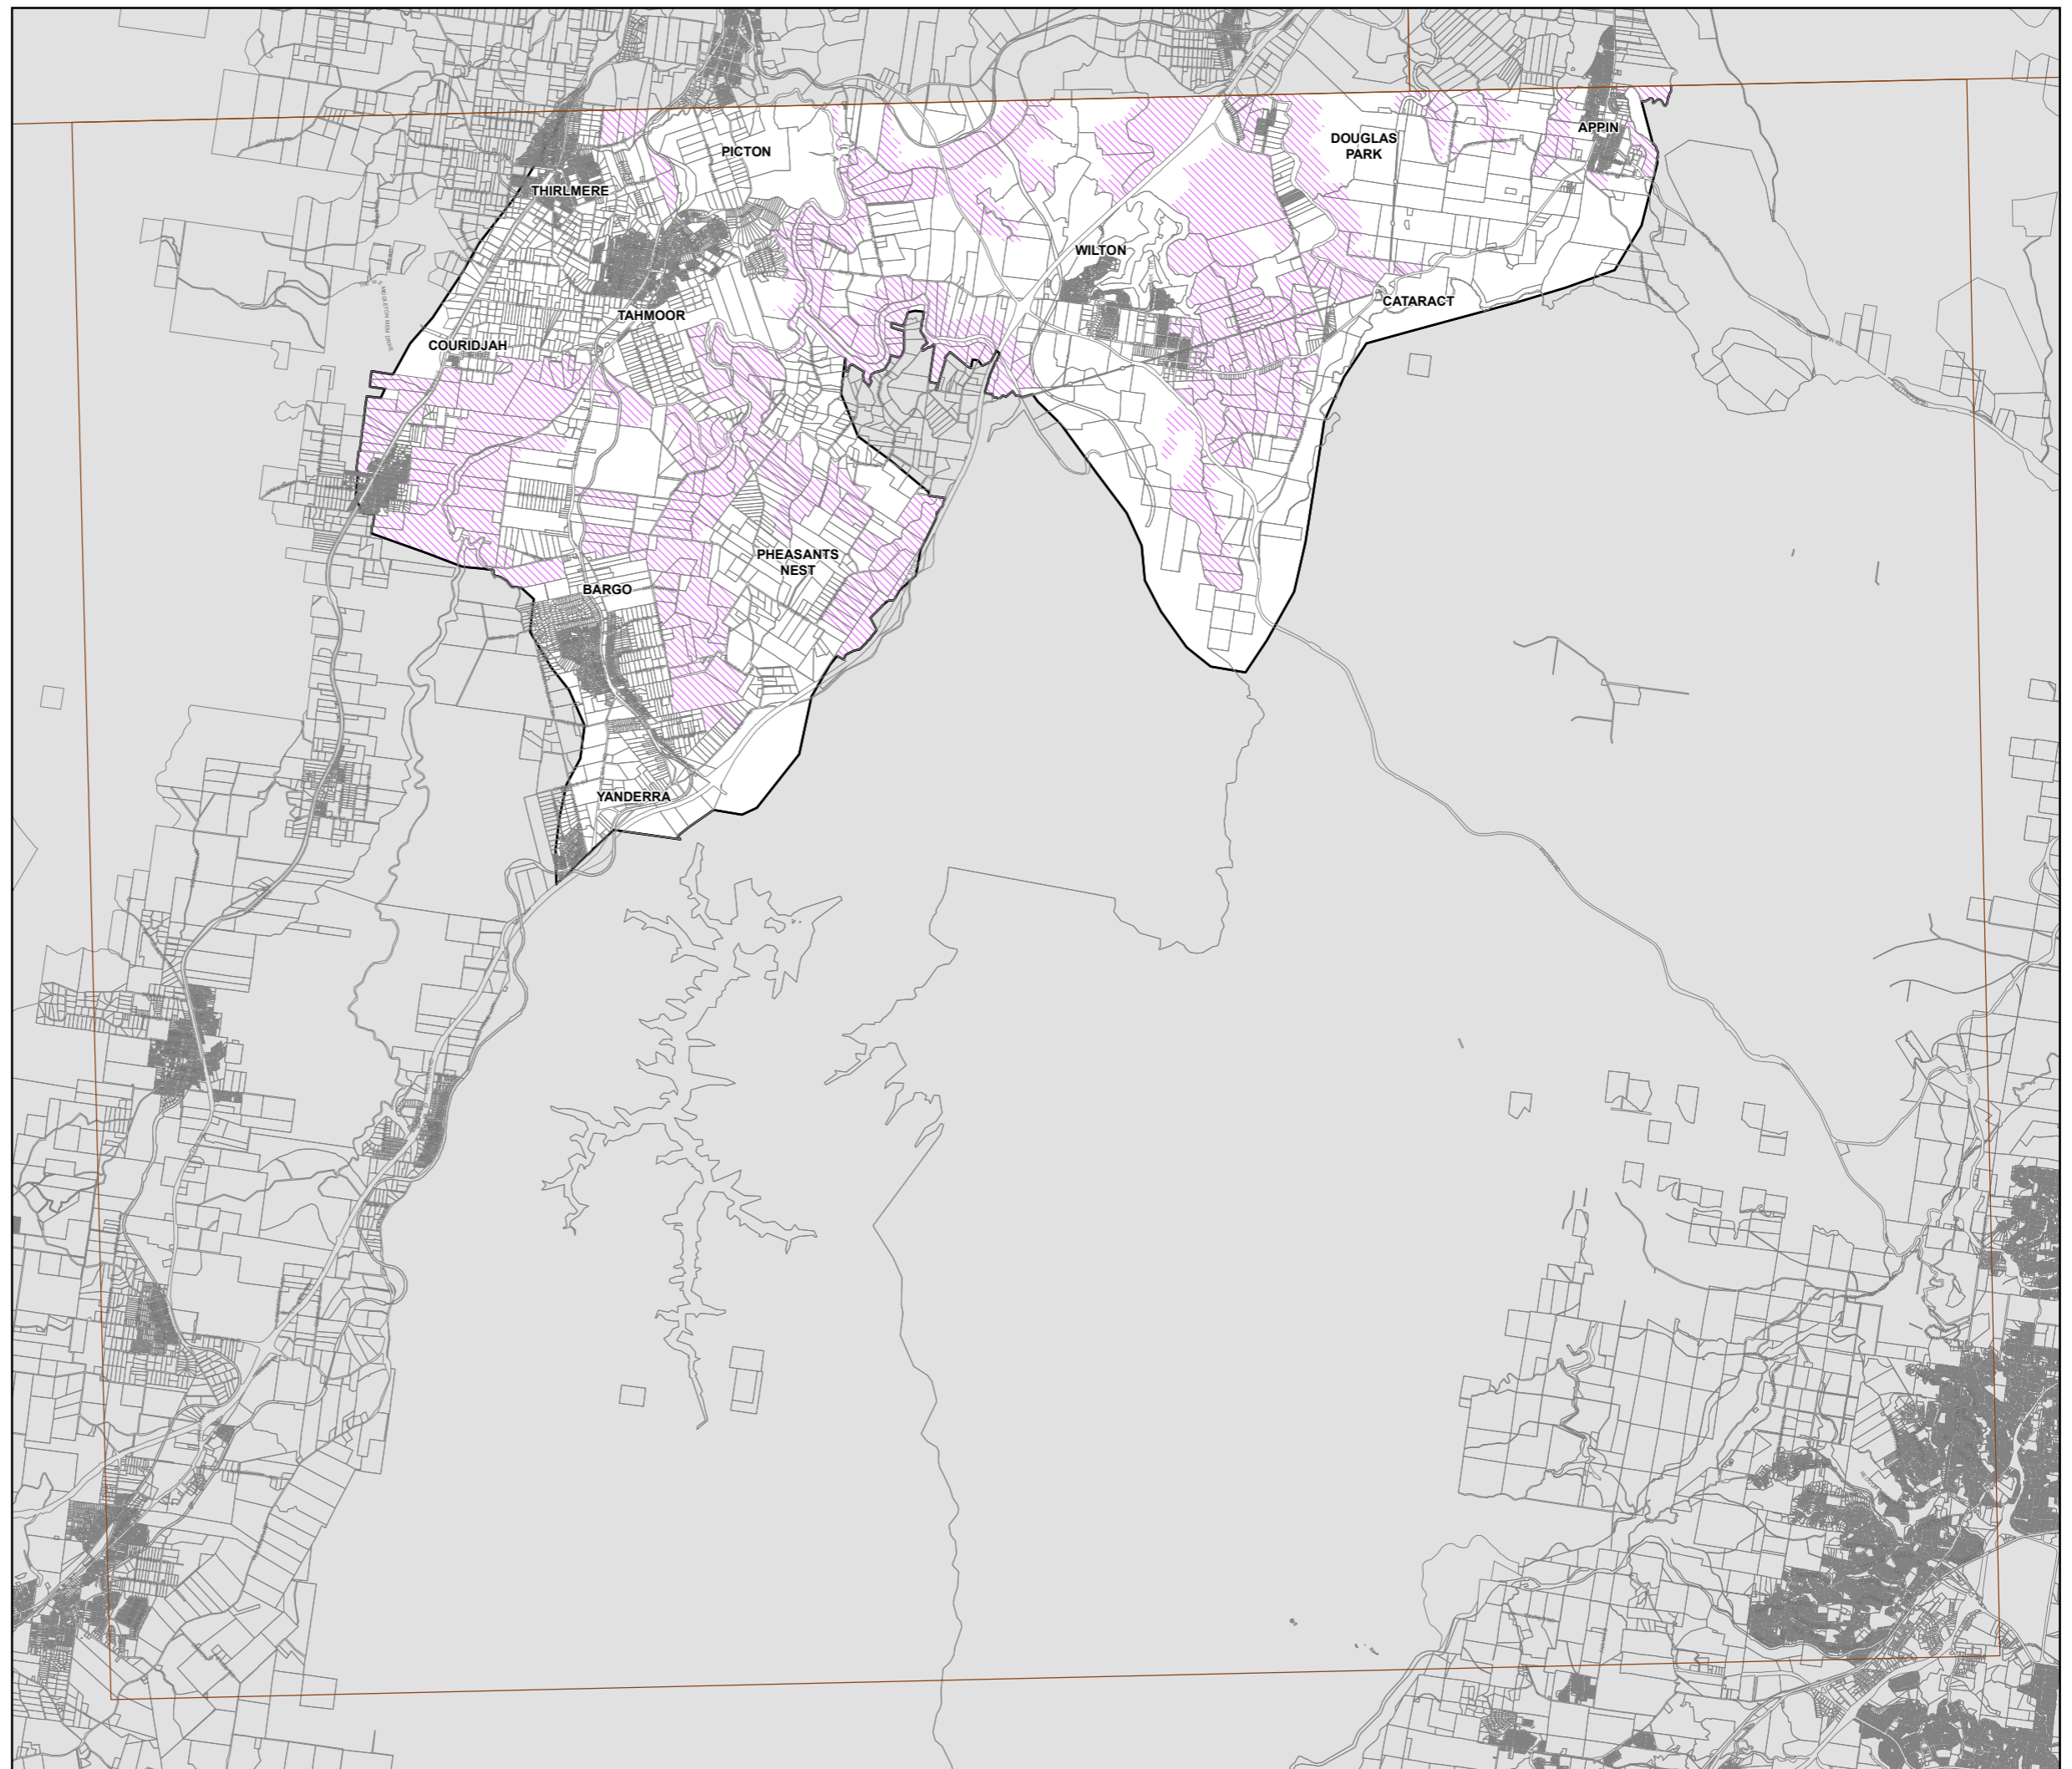 APPIN
DOUGLAS
PARK
PICTON
THIRLMERE
WILTON
CATARACT
TAHMOOR
COURIDJAH
PHEASANTS
NEST
BARGO
YANDERRA